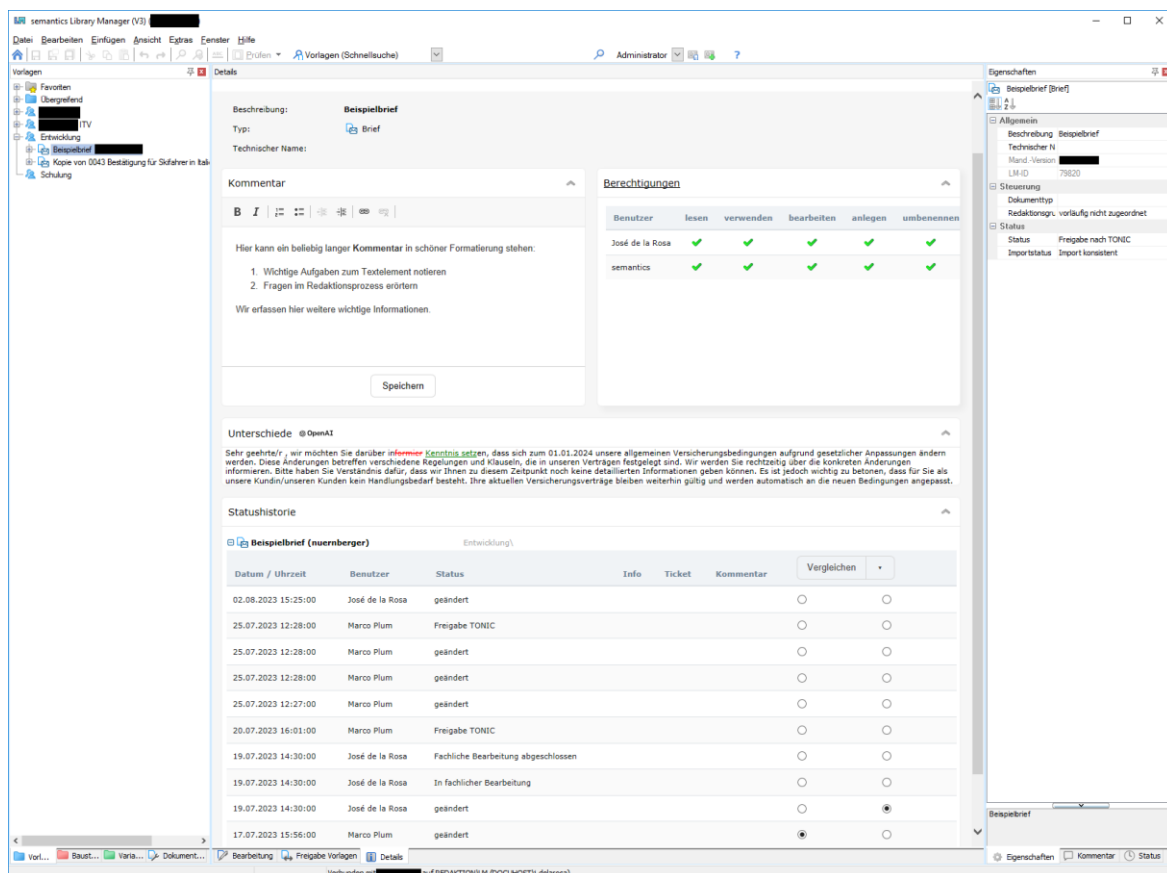 semantics Library Manager (V3) (
Datei Bearbeiten Einfügen Ansicht Extras Fenster Hilfe
Prüfen Vorlagen (Schnellsuche) Administrator ?
Vorlagen
Favoriten
Übergreifend
ITV
Entwicklung
Beispielbrief
Kopie von 0043 Bestätigung für Skifahrer in Itali
Schulung
Details
Beschreibung: Beispielbrief
Typ: Brief
Technischer Name:
Kommentar
B I
Hier kann ein beliebig langer Kommentar in schöner Formatierung stehen:
1. Wichtige Aufgaben zum Textelement notieren
2. Fragen im Redaktionsprozess erörtern
Wir erfassen hier weitere wichtige Informationen.
Speichern
Berechtigungen
Benutzer lesen verwenden bearbeiten anlegen umbenennen
José de la Rosa
semantics
Unterschiede OpenAI
Sehr geehrte/r , wir möchten Sie darüber informier Kenntnis setzen, dass sich zum 01.01.2024 unsere allgemeinen Versicherungsbedingungen aufgrund gesetzlicher Anpassungen ändern
werden. Diese Änderungen betreffen verschiedene Regelungen und Klauseln, die in unseren Verträgen festgelegt sind. Wir werden Sie rechtzeitig über die konkreten Änderungen
informieren. Bitte haben Sie Verständnis dafür, dass wir Ihnen zu diesem Zeitpunkt noch keine detaillierten Informationen geben können. Es ist jedoch wichtig zu betonen, dass für Sie als
unsere Kundin/unseren Kunden kein Handlungsbedarf besteht. Ihre aktuellen Versicherungsverträge bleiben weiterhin gültig und werden automatisch an die neuen Bedingungen angepasst.
Statushistorie
Beispielbrief (nuernberger) Entwicklung\
Datum / Uhrzeit Benutzer Status Info Ticket Kommentar Vergleichen
02.08.2023 15:25:00 José de la Rosa geändert
25.07.2023 12:28:00 Marco Plum Freigabe TONIC
25.07.2023 12:28:00 Marco Plum geändert
25.07.2023 12:28:00 Marco Plum geändert
25.07.2023 12:27:00 Marco Plum geändert
20.07.2023 16:01:00 Marco Plum Freigabe TONIC
19.07.2023 14:30:00 José de la Rosa Fachliche Bearbeitung abgeschlossen
19.07.2023 14:30:00 José de la Rosa In fachlicher Bearbeitung
19.07.2023 14:30:00 José de la Rosa geändert
17.07.2023 15:56:00 Marco Plum geändert
Eigenschaften
Beispielbrief [Brief]
Allgemein
Beschreibung Beispielbrief
Technischer N
Mand.-Version
LM-ID 79820
Steuerung
Dokumenttyp
Redaktionsgru vorläufig nicht zugeordnet
Status
Status Freigabe nach TONIC
Importstatus Import konsistent
Beispielbrief
Vorl... Baust... Varia... Dokument...
Bearbeitung Freigabe Vorlagen Details
Eigenschaften Kommentar Status
Verbunden mit auf REDAKTION\LM (DOCUHOST\j.delarosa)